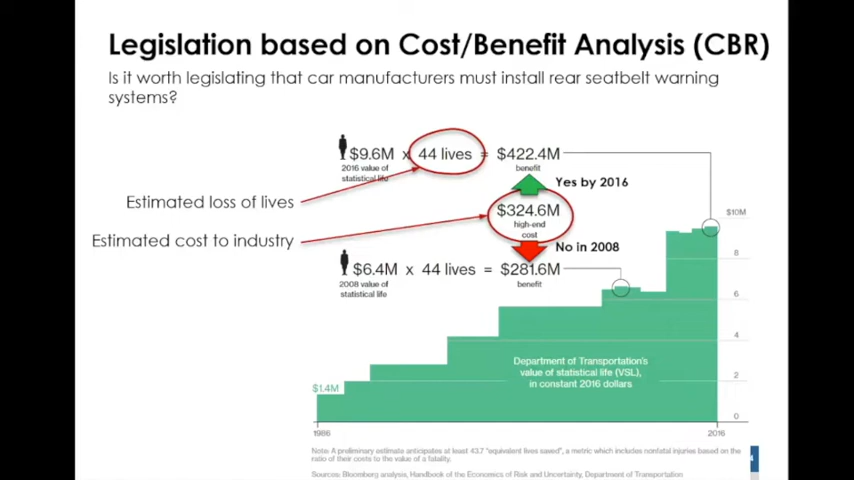 Legislation based on Cost/Benefit Analysis (CBR)
Is it worth legislating that car manufacturers must install rear seatbelt warning
systems?
$9.6M x 44 lives = $422.4M
2016 value of
statistical life
benefit
Yes by 2016
Estimated loss of lives
$324.6M
high-end
cost
$10M
Estimated cost to industry
No in 2008
8
$6.4M x 44 lives = $281.6M
2008 value of
statistical life
benefit
6
4
Department of Transportation's
value of statistical life (VSL),
in constant 2016 dollars
2
$1.4M
0
1986
2016
Note: A preliminary estimate anticipates at least 43.7 "equivalent lives saved", a metric which includes nonfatal injuries based on the
ratio of their costs to the value of a fatality.
Sources: Bloomberg analysis, Handbook of the Economics of Risk and Uncertainty, Department of Transportation